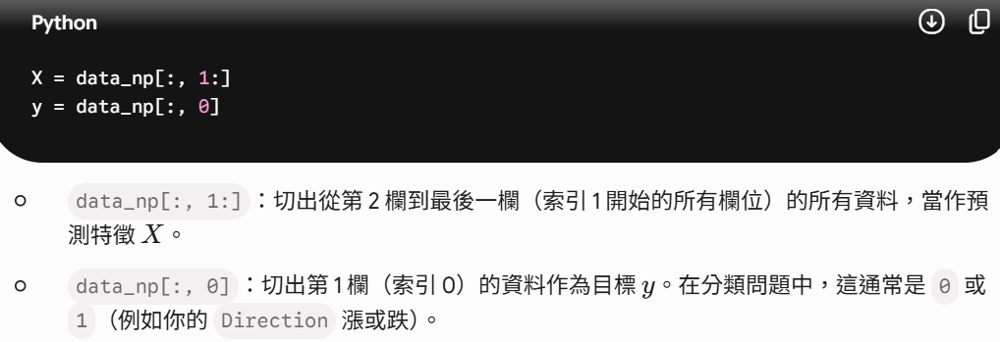 Python
X = data_np[:, 1:]
y = data_np[:, 0]
data_np[:, 1:]：切出從第 2 欄到最後一欄（索引 1 開始的所有欄位）的所有資料，當作預
測特徵 X。
data_np[:, 0]：切出第 1 欄（索引 0）的資料作為目標 y。在分類問題中，這通常是 0 或
1（例如你的 Direction 漲或跌）。